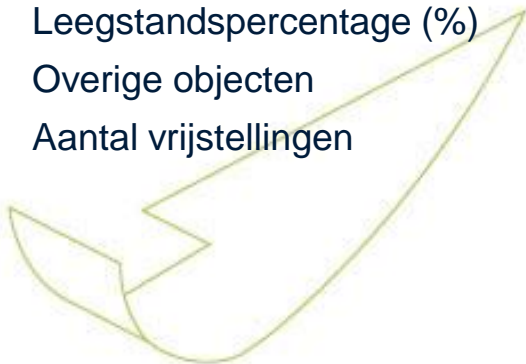 Leegstandspercentage (%)
Overige objecten
Aantal vrijstellingen